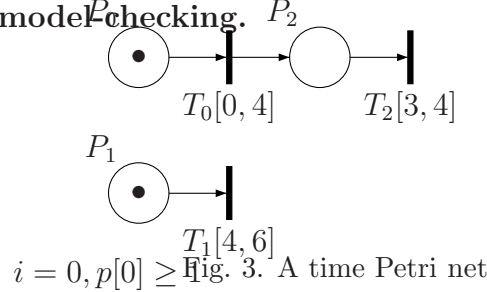 model-checking.
P₂
T₀[0, 4] T₂[3, 4]
P₁
T₁[4, 6]
i = 0, p[0] ≥ 1
Fig. 3. A time Petri net